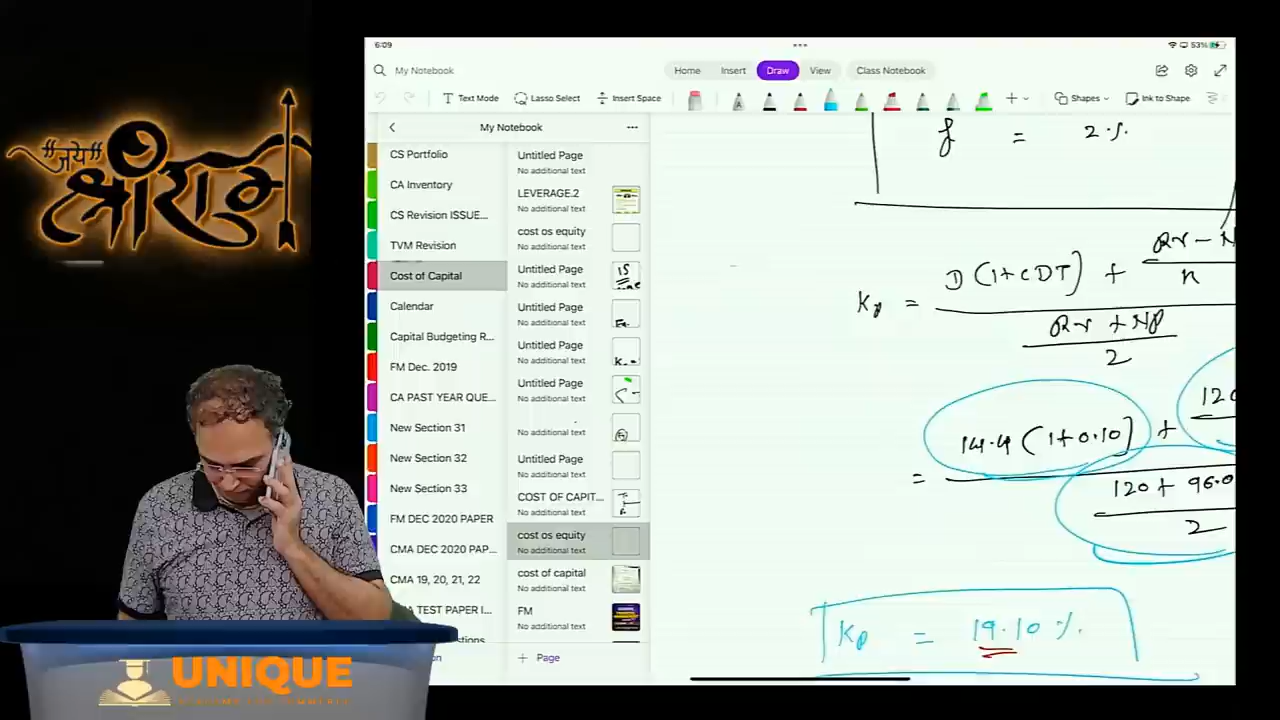 "जय"
श्री राम
UNIQUE
6:09
53%
My Notebook
Home Insert Draw View Class Notebook
Text Mode Lasso Select Insert Space Shapes Ink to Shape
My Notebook
CS Portfolio
CA Inventory
CS Revision ISSUE...
TVM Revision
Cost of Capital
Calendar
Capital Budgeting R...
FM Dec. 2019
CA PAST YEAR QUE...
New Section 31
New Section 32
New Section 33
FM DEC 2020 PAPER
CMA DEC 2020 PAP...
CMA 19, 20, 21, 22
A TEST PAPER I...
stions
Untitled Page
No additional text
LEVERAGE.2
No additional text
cost os equity
No additional text
Untitled Page
No additional text
Untitled Page
No additional text
Untitled Page
No additional text
Untitled Page
No additional text
No additional text
Untitled Page
No additional text
COST OF CAPIT...
No additional text
cost os equity
No additional text
cost of capital
No additional text
FM
No additional text
+ Page
f = 2 %
Kp = D (1+CDT) + RV - N
n
RV + NP
2
= 14.4 (1+0.10) + 120
120 + 96.0
2
Kp = 19.10 %